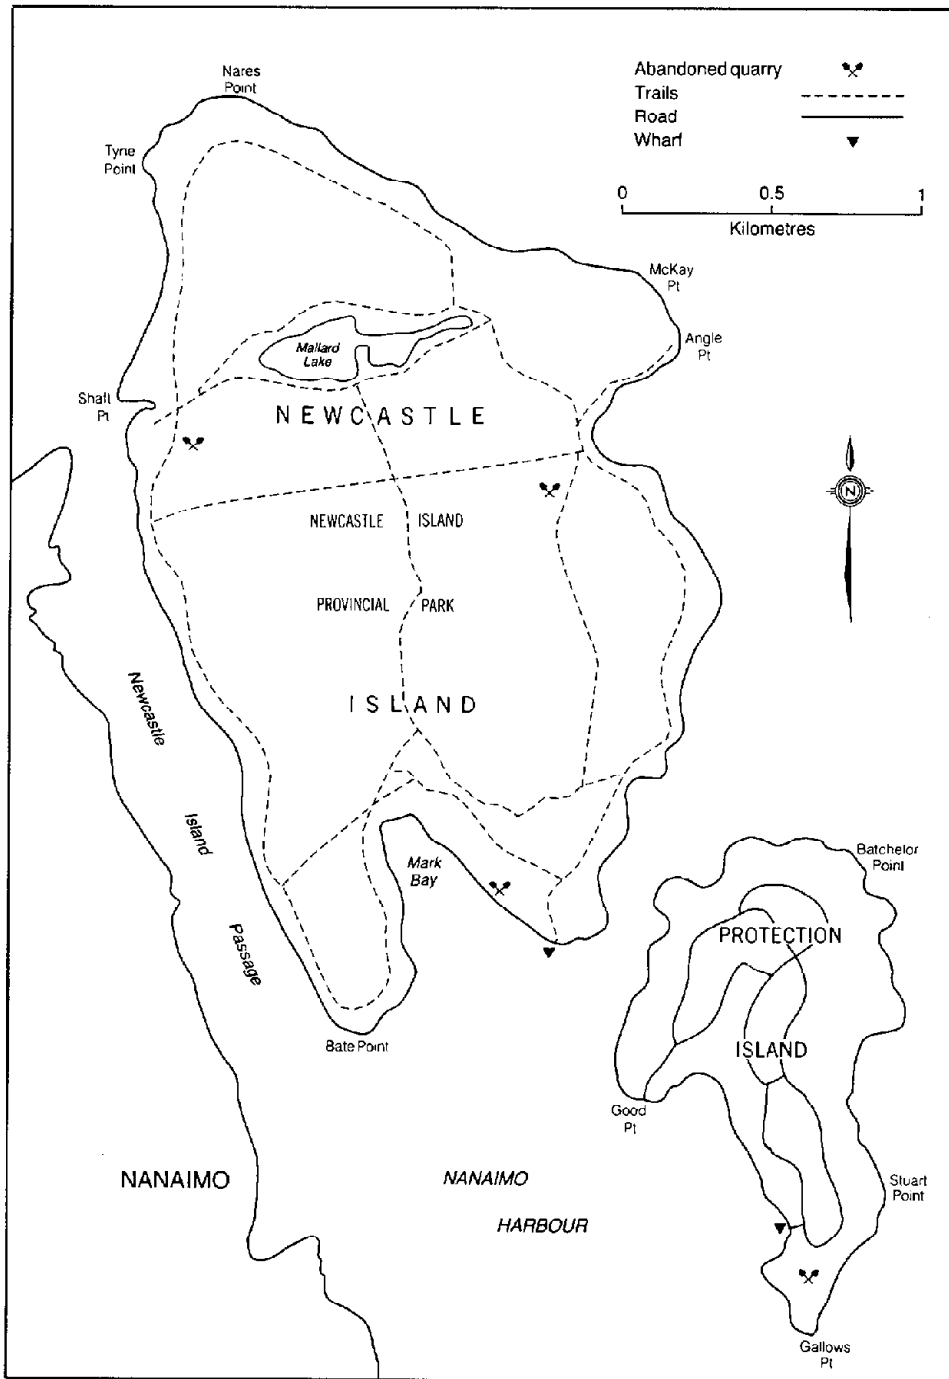 Nares
Point
Tyne
Point
Abandoned quarry
Trails
Road
Wharf
0 0.5 1
Kilometres
McKay
Pt
Angle
Pt
Mallard
Lake
Shaft
Pt
NEWCASTLE
N
NEWCASTLE ISLAND
PROVINCIAL PARK
ISLAND
Newcastle
Island
Passage
Mark
Bay
Bate Point
Batchelor
Point
PROTECTION
ISLAND
Good
Pt
NANAIMO
NANAIMO
HARBOUR
Stuart
Point
Gallows
Pt